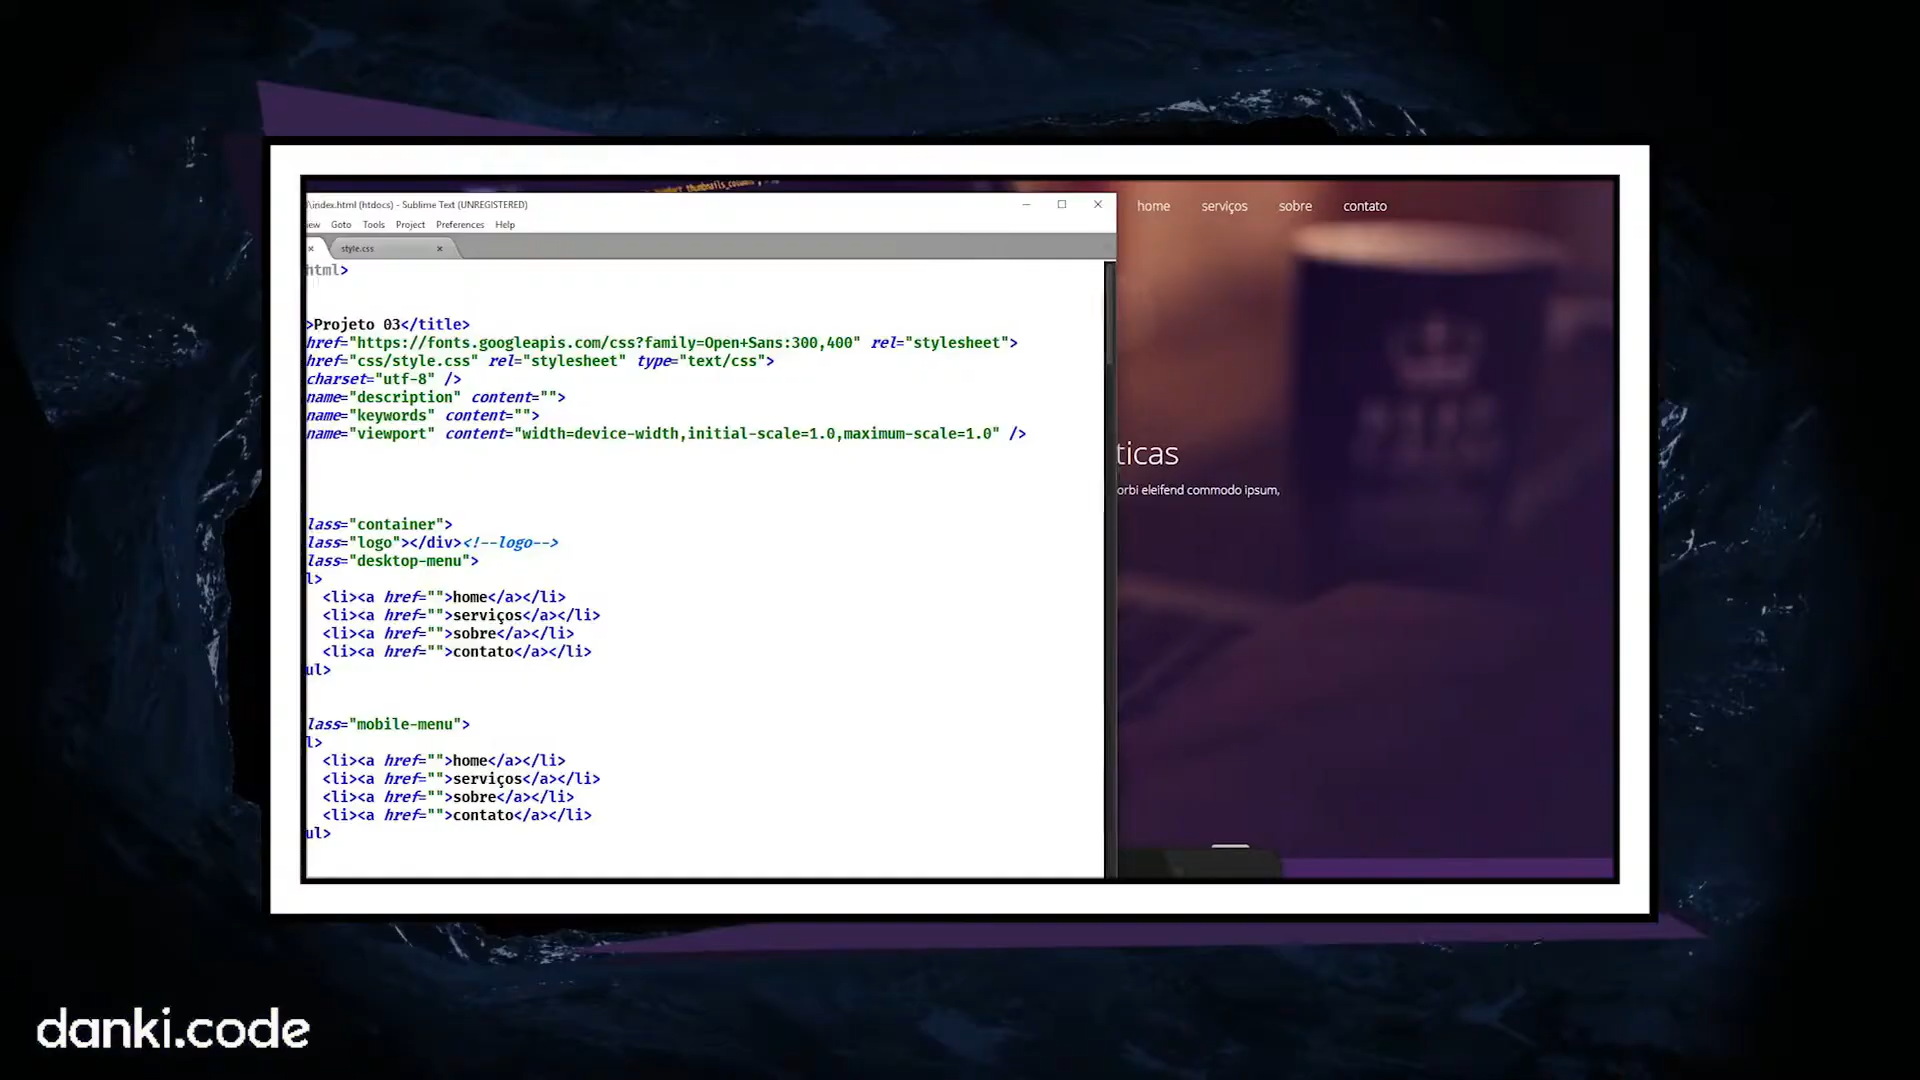 \index.html (htdocs) - Sublime Text (UNREGISTERED)
ew Goto Tools Project Preferences Help
style.css
html>
>Projeto 03</title>
href="https://fonts.googleapis.com/css?family=Open+Sans:300,400" rel="stylesheet">
href="css/style.css" rel="stylesheet" type="text/css">
charset="utf-8" />
name="description" content="">
name="keywords" content="">
name="viewport" content="width=device-width,initial-scale=1.0,maximum-scale=1.0" />
lass="container">
lass="logo"></div><!--logo-->
lass="desktop-menu">
l>
<li><a href="">home</a></li>
<li><a href="">serviços</a></li>
<li><a href="">sobre</a></li>
<li><a href="">contato</a></li>
ul>
lass="mobile-menu">
l>
<li><a href="">home</a></li>
<li><a href="">serviços</a></li>
<li><a href="">sobre</a></li>
<li><a href="">contato</a></li>
ul>
home serviços sobre contato
ticas
orbi eleifend commodo ipsum,
danki.code